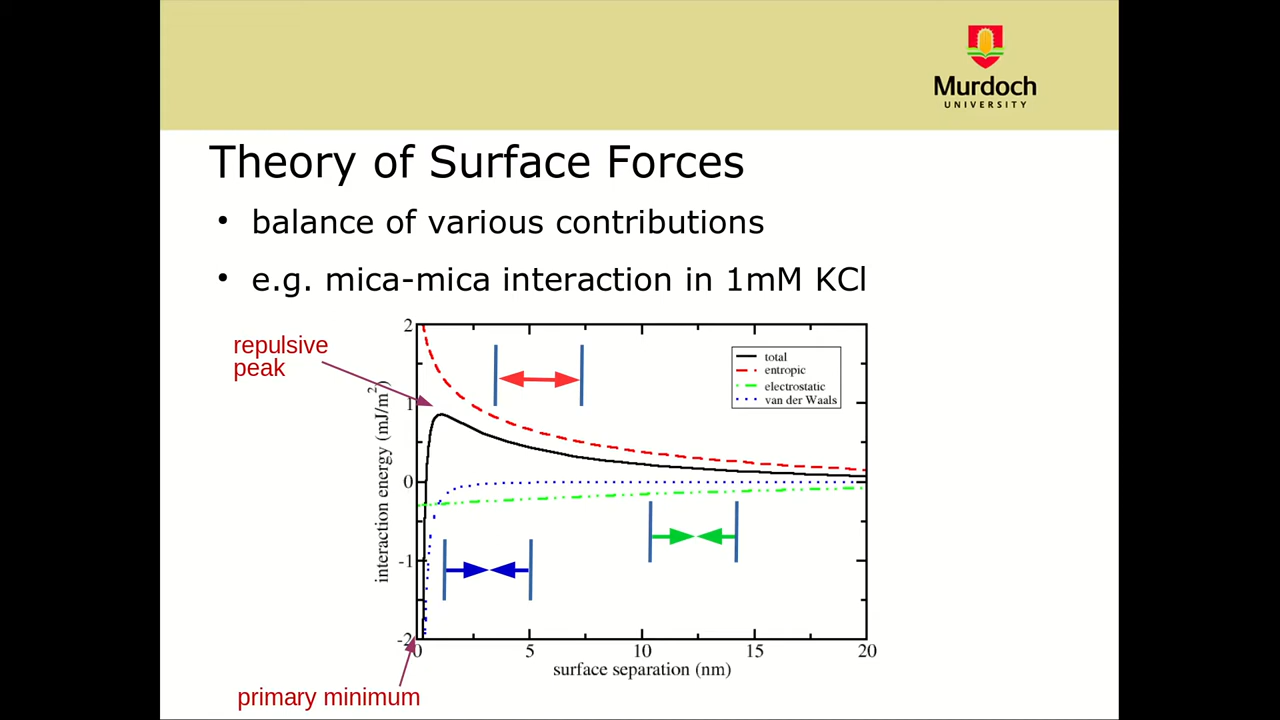 Murdoch
UNIVERSITY
Theory of Surface Forces
• balance of various contributions
• e.g. mica-mica interaction in 1mM KCl
repulsive
peak
interaction energy (mJ/m²)
2
1
0
-1
-2
total
entropic
electrostatic
van der Waals
0 5 10 15 20
surface separation (nm)
primary minimum